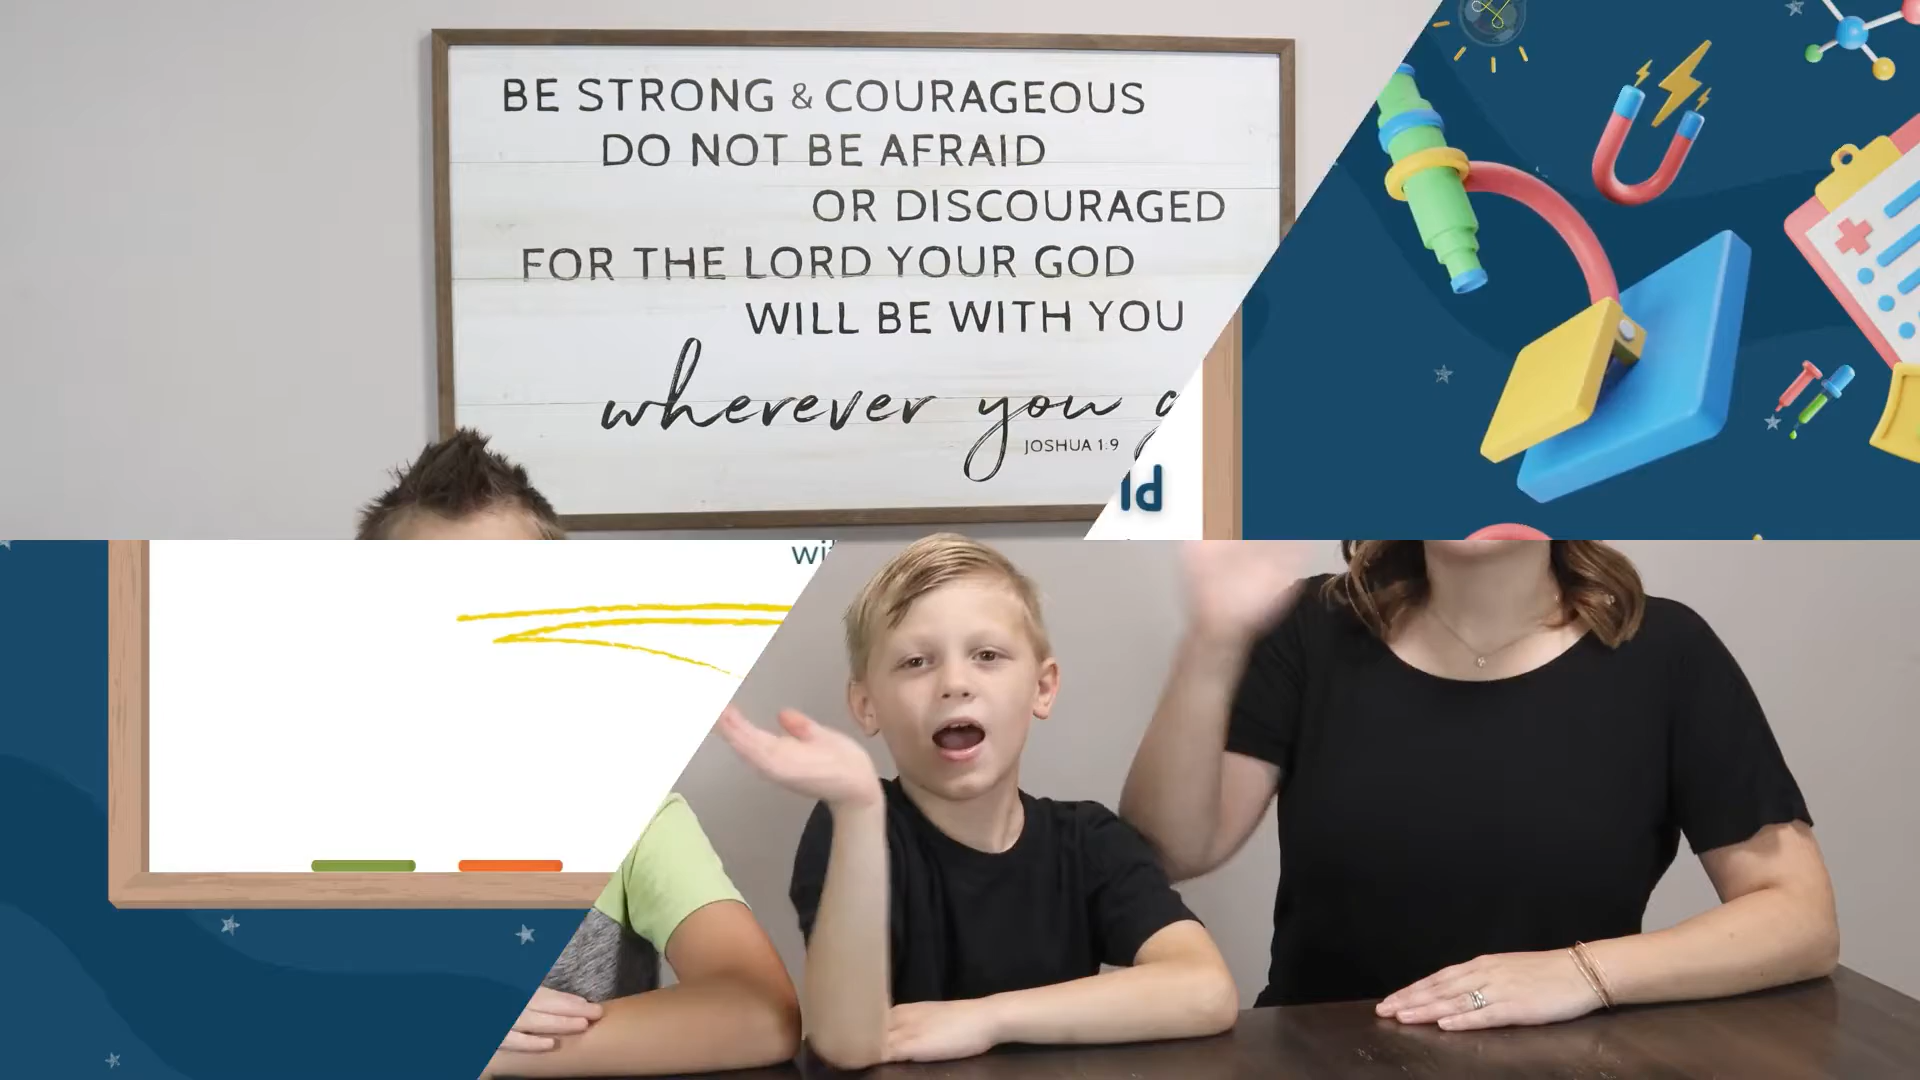 BE STRONG & COURAGEOUS
DO NOT BE AFRAID
OR DISCOURAGED
FOR THE LORD YOUR GOD
WILL BE WITH YOU
wherever you
JOSHUA 1:9